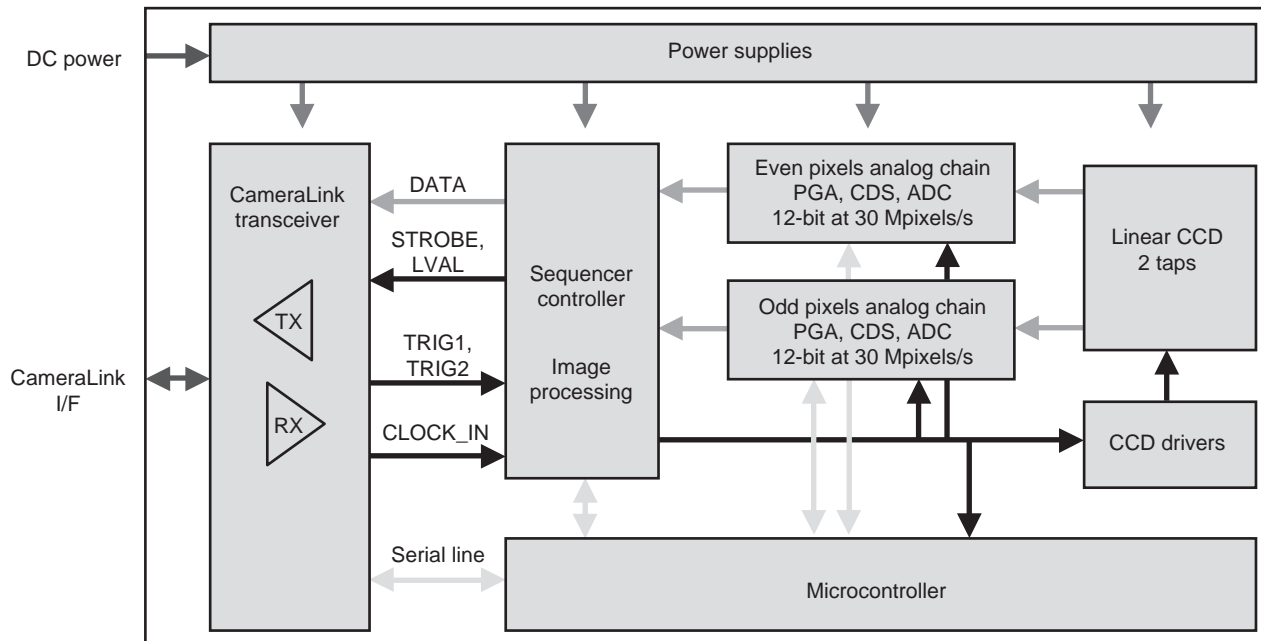 DC power
Power supplies
CameraLink
transceiver
TX
RX
CameraLink
I/F
DATA
STROBE,
LVAL
TRIG1,
TRIG2
CLOCK_IN
Serial line
Sequencer
controller
Image
processing
Even pixels analog chain
PGA, CDS, ADC
12-bit at 30 Mpixels/s
Odd pixels analog chain
PGA, CDS, ADC
12-bit at 30 Mpixels/s
Linear CCD
2 taps
CCD drivers
Microcontroller